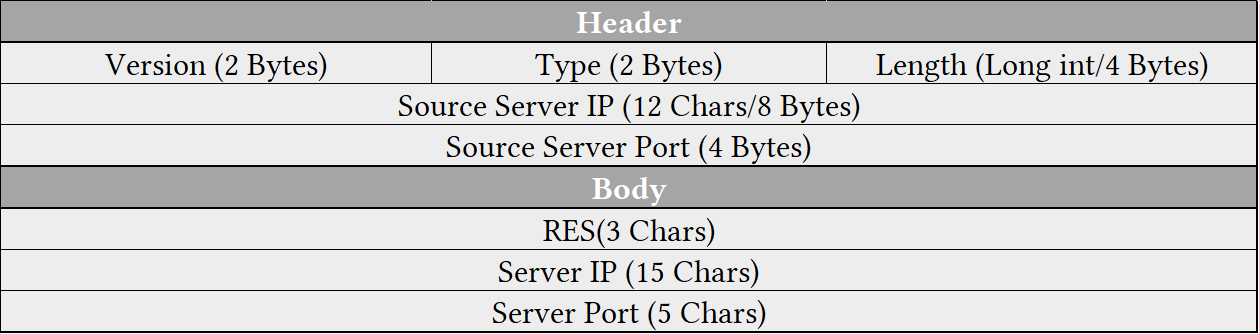 Header
Version (2 Bytes) Type (2 Bytes) Length (Long int/4 Bytes)
Source Server IP (12 Chars/8 Bytes)
Source Server Port (4 Bytes)
Body
RES(3 Chars)
Server IP (15 Chars)
Server Port (5 Chars)